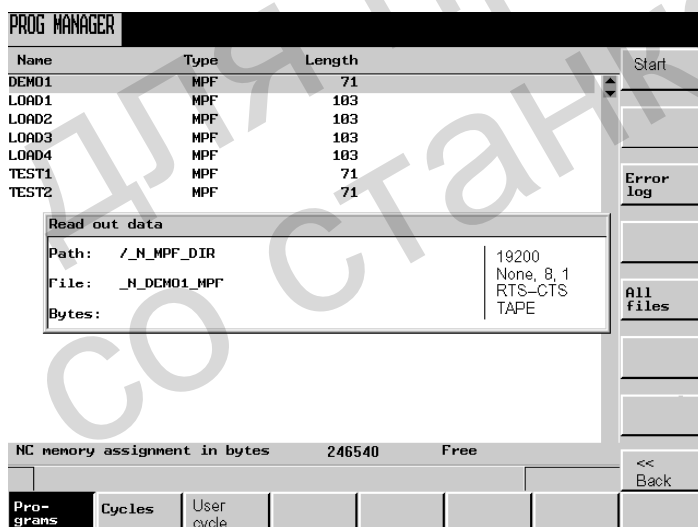 PROG MANAGER
Name Type Length
DEMO1 MPF 71
LOAD1 MPF 103
LOAD2 MPF 103
LOAD3 MPF 103
LOAD4 MPF 103
TEST1 MPF 71
TEST2 MPF 71
Read out data
Path: /_N_MPF_DIR
File: _N_DEMO1_MPF
Bytes:
19200
None, 8, 1
RTS-CTS
TAPE
NC memory assignment in bytes 246540 Free
Start
Error
log
All
files
<<
Back
Pro-
grams
Cycles
User
cycle
для
со станк